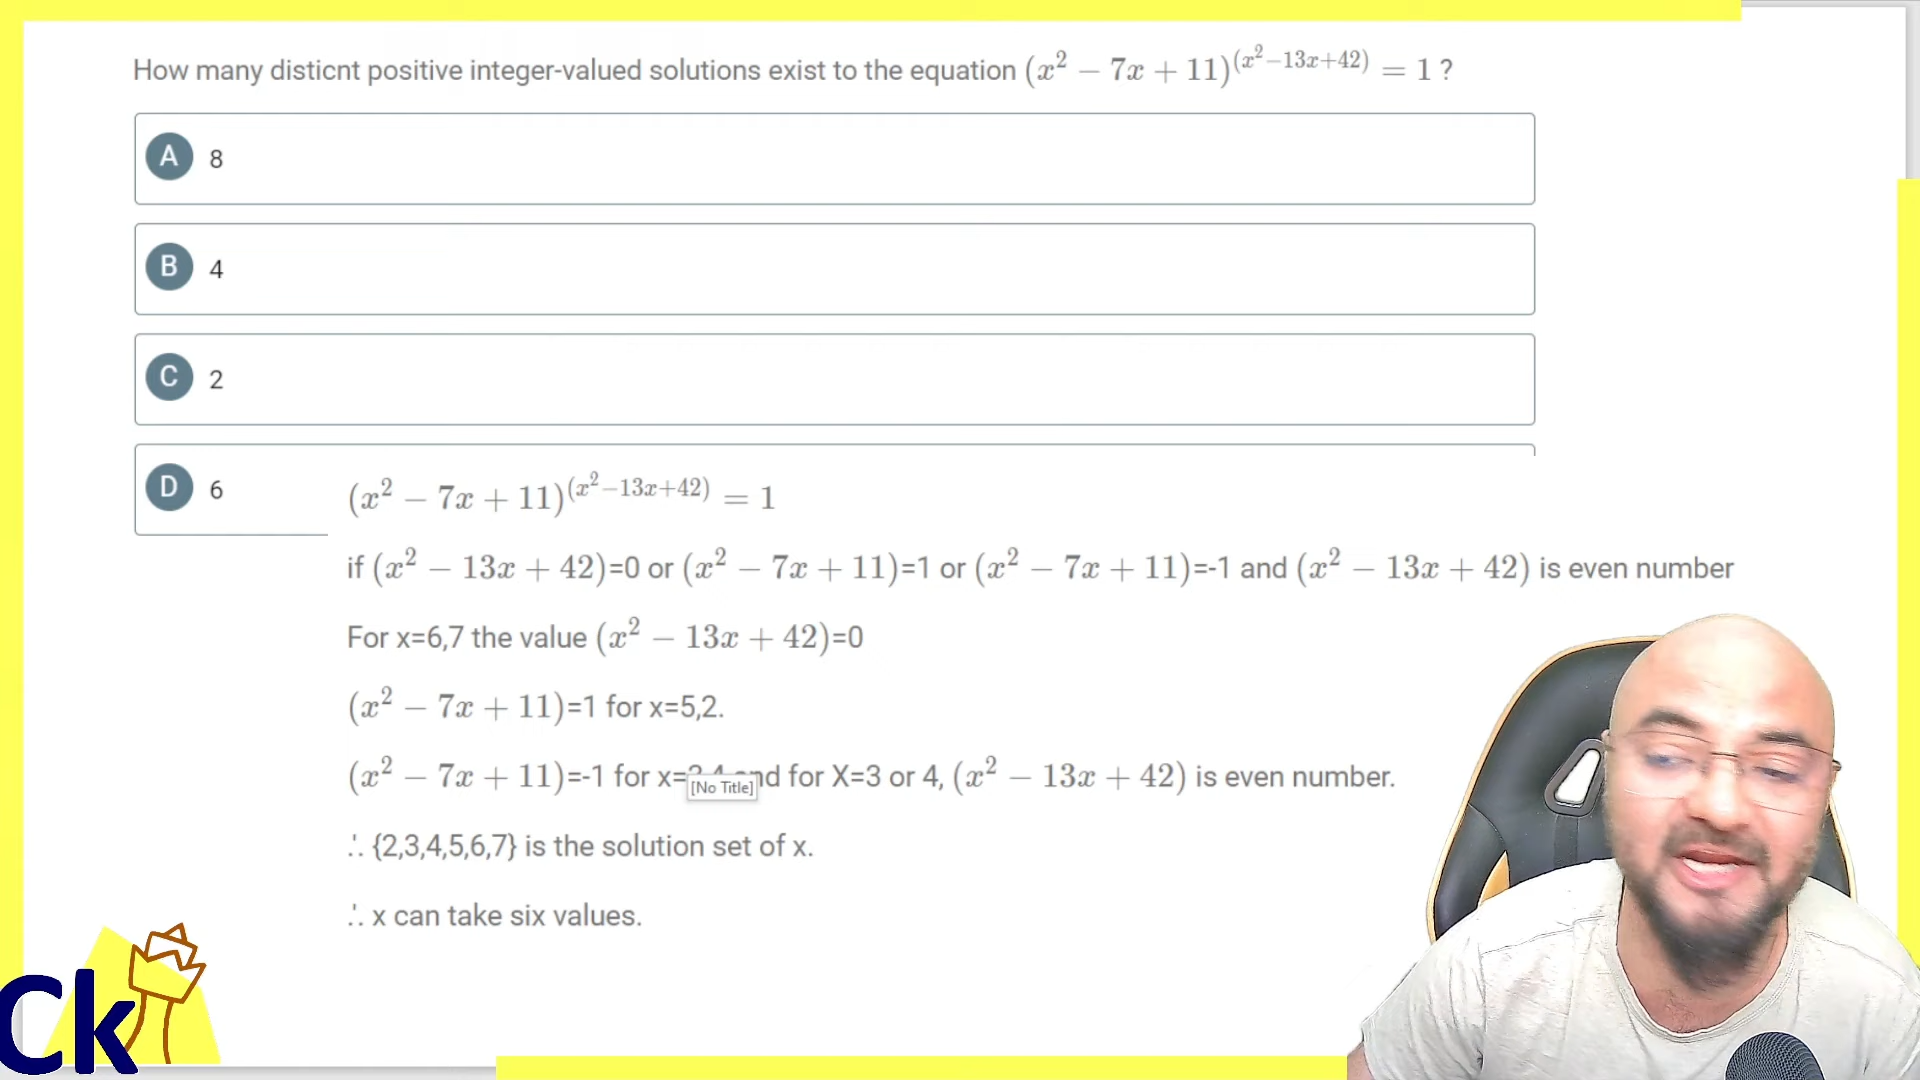 How many disticnt positive integer-valued solutions exist to the equation (x² − 7x + 11)^(x²−13x+42) = 1 ?
A 8
B 4
C 2
D 6
(x² − 7x + 11)^(x²−13x+42) = 1
if (x² − 13x + 42)=0 or (x² − 7x + 11)=1 or (x² − 7x + 11)=-1 and (x² − 13x + 42) is even number
For x=6,7 the value (x² − 13x + 42)=0
(x² − 7x + 11)=1 for x=5,2.
(x² − 7x + 11)=-1 for x= for X=3 or 4, (x² − 13x + 42) is even number.
[No Title]
∴ {2,3,4,5,6,7} is the solution set of x.
∴ x can take six values.
Ck